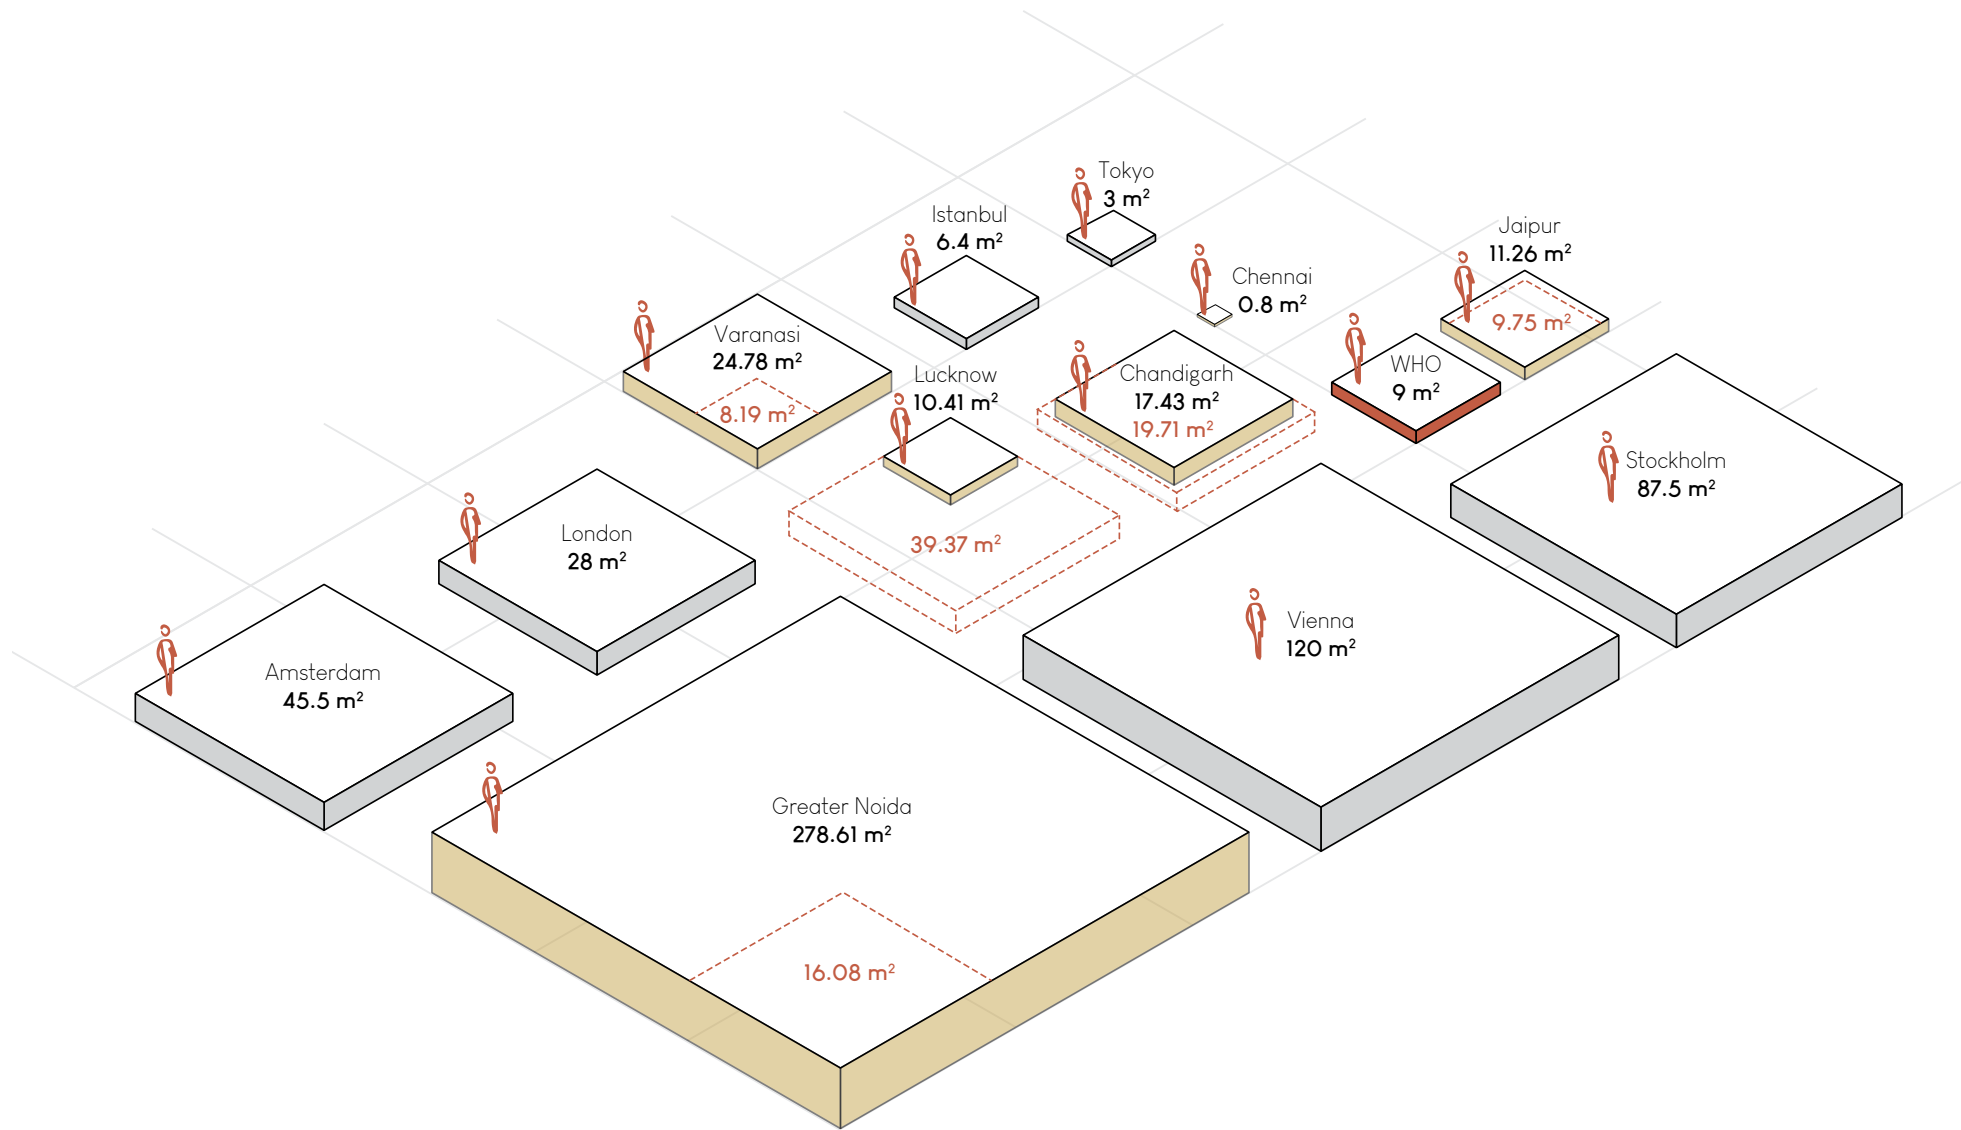 Tokyo
3 m²
Istanbul
6.4 m²
Jaipur
11.26 m²
9.75 m²
Chennai
0.8 m²
Varanasi
24.78 m²
8.19 m²
Lucknow
10.41 m²
39.37 m²
Chandigarh
17.43 m²
19.71 m²
WHO
9 m²
Stockholm
87.5 m²
London
28 m²
Vienna
120 m²
Amsterdam
45.5 m²
Greater Noida
278.61 m²
16.08 m²